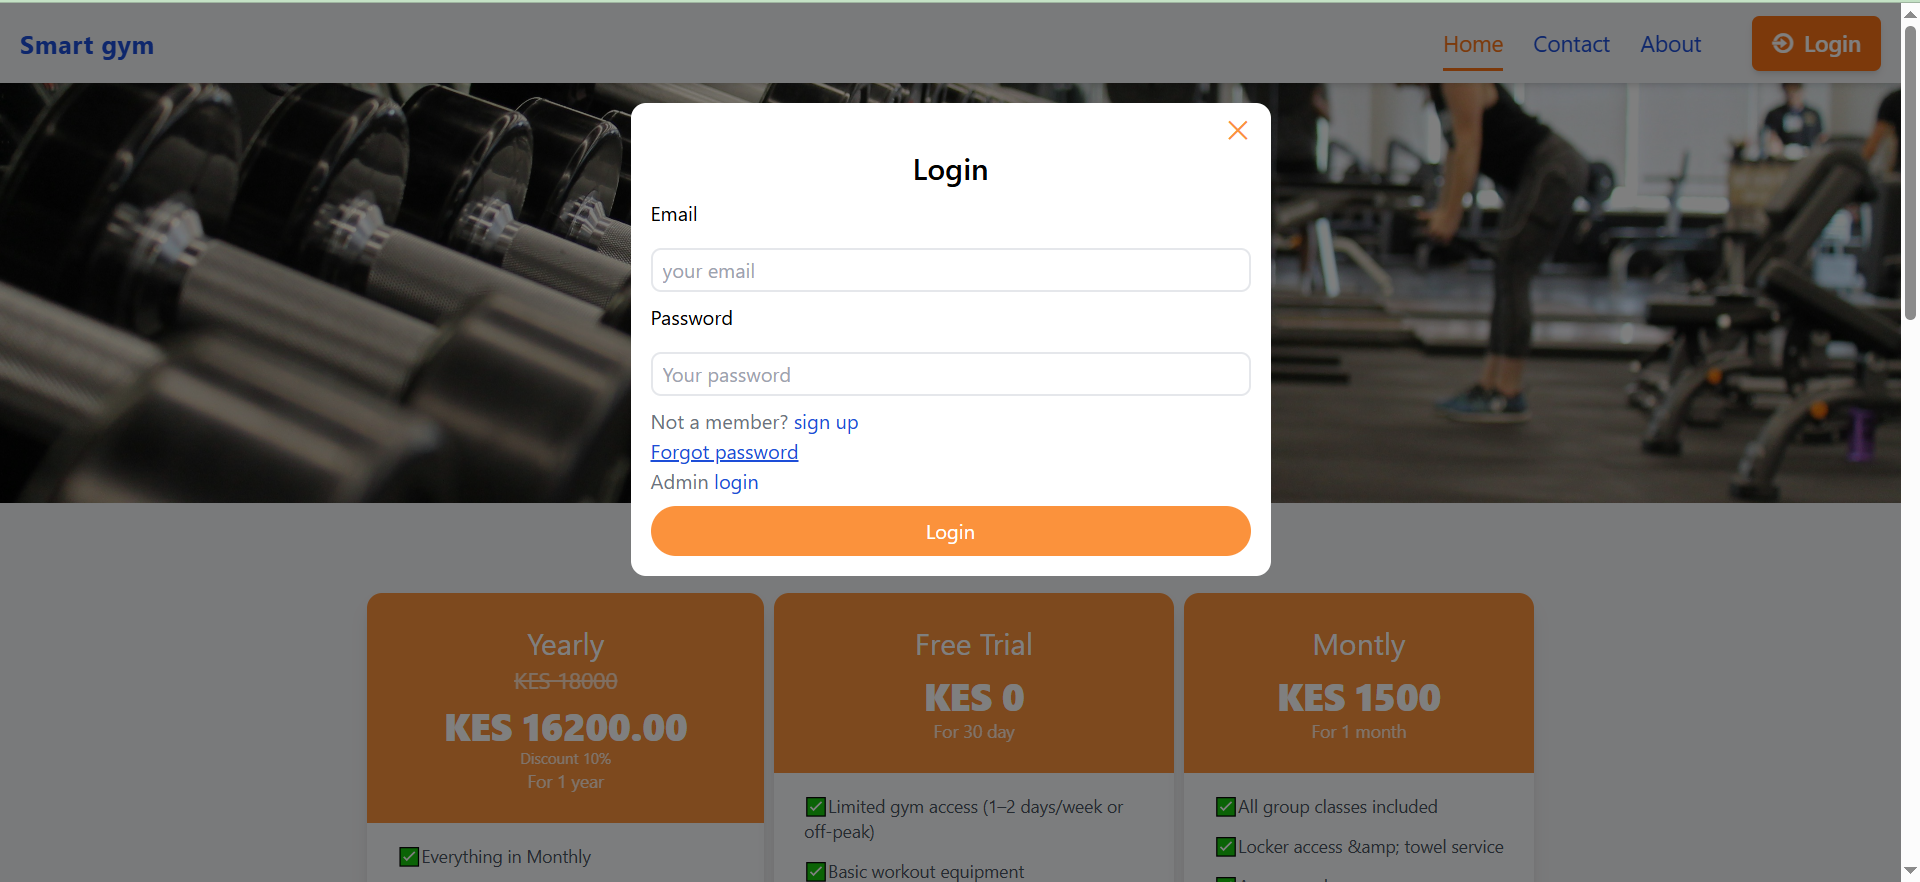 Smart gym
Home
Contact
About
Login
Login
Email
your email
Password
Your password
Not a member? sign up
Forgot password
Admin login
Login
Yearly
KES 18000
KES 16200.00
Discount 10%
For 1 year
✅Everything in Monthly
Free Trial
KES 0
For 30 day
✅Limited gym access (1–2 days/week or
off-peak)
✅Basic workout equipment
Montly
KES 1500
For 1 month
✅All group classes included
✅Locker access &amp; towel service